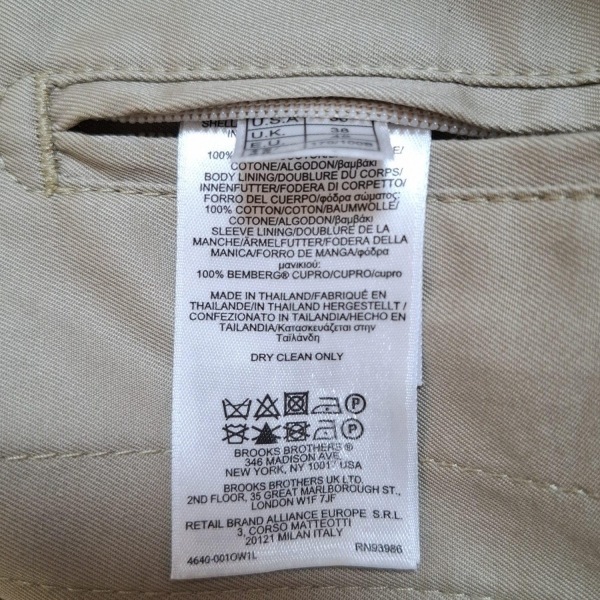 SHELL
U.S.A
U.K. 38
E.U.
100%
COTONE/ALGODON/βαμβάκι
BODY LINING/DOUBLURE DU CORPS/
INNENFUTTER/FODERA DI CORPETTO/
FORRO DEL CUERPO/φόδρα σώματος:
100% COTTON/COTON/BAUMWOLLE/
COTONE/ALGODON/βαμβάκι
SLEEVE LINING/DOUBLURE DE LA
MANCHE/ÄRMELFUTTER/FODERA DELLA
MANICA/FORRO DE MANGA/φόδρα
μανικιού:
100% BEMBERG® CUPRO/CUPRO/cupro
MADE IN THAILAND/FABRIQUÉ EN
THAILANDE/IN THAILAND HERGESTELLT/
CONFEZIONATO IN TAILANDIA/HECHO EN
TAILANDIA/Κατασκευάζεται στην
Ταϊλάνδη
DRY CLEAN ONLY
P
P
BROOKS BROTHERS®
346 MADISON AVE.
NEW YORK, NY 10017 USA
BROOKS BROTHERS UK LTD.
2ND FLOOR, 35 GREAT MARLBOROUGH ST.,
LONDON W1F 7JF
RETAIL BRAND ALLIANCE EUROPE S.R.L.
3, CORSO MATTEOTTI
20121 MILAN ITALY
4640-001OW1L RN93986